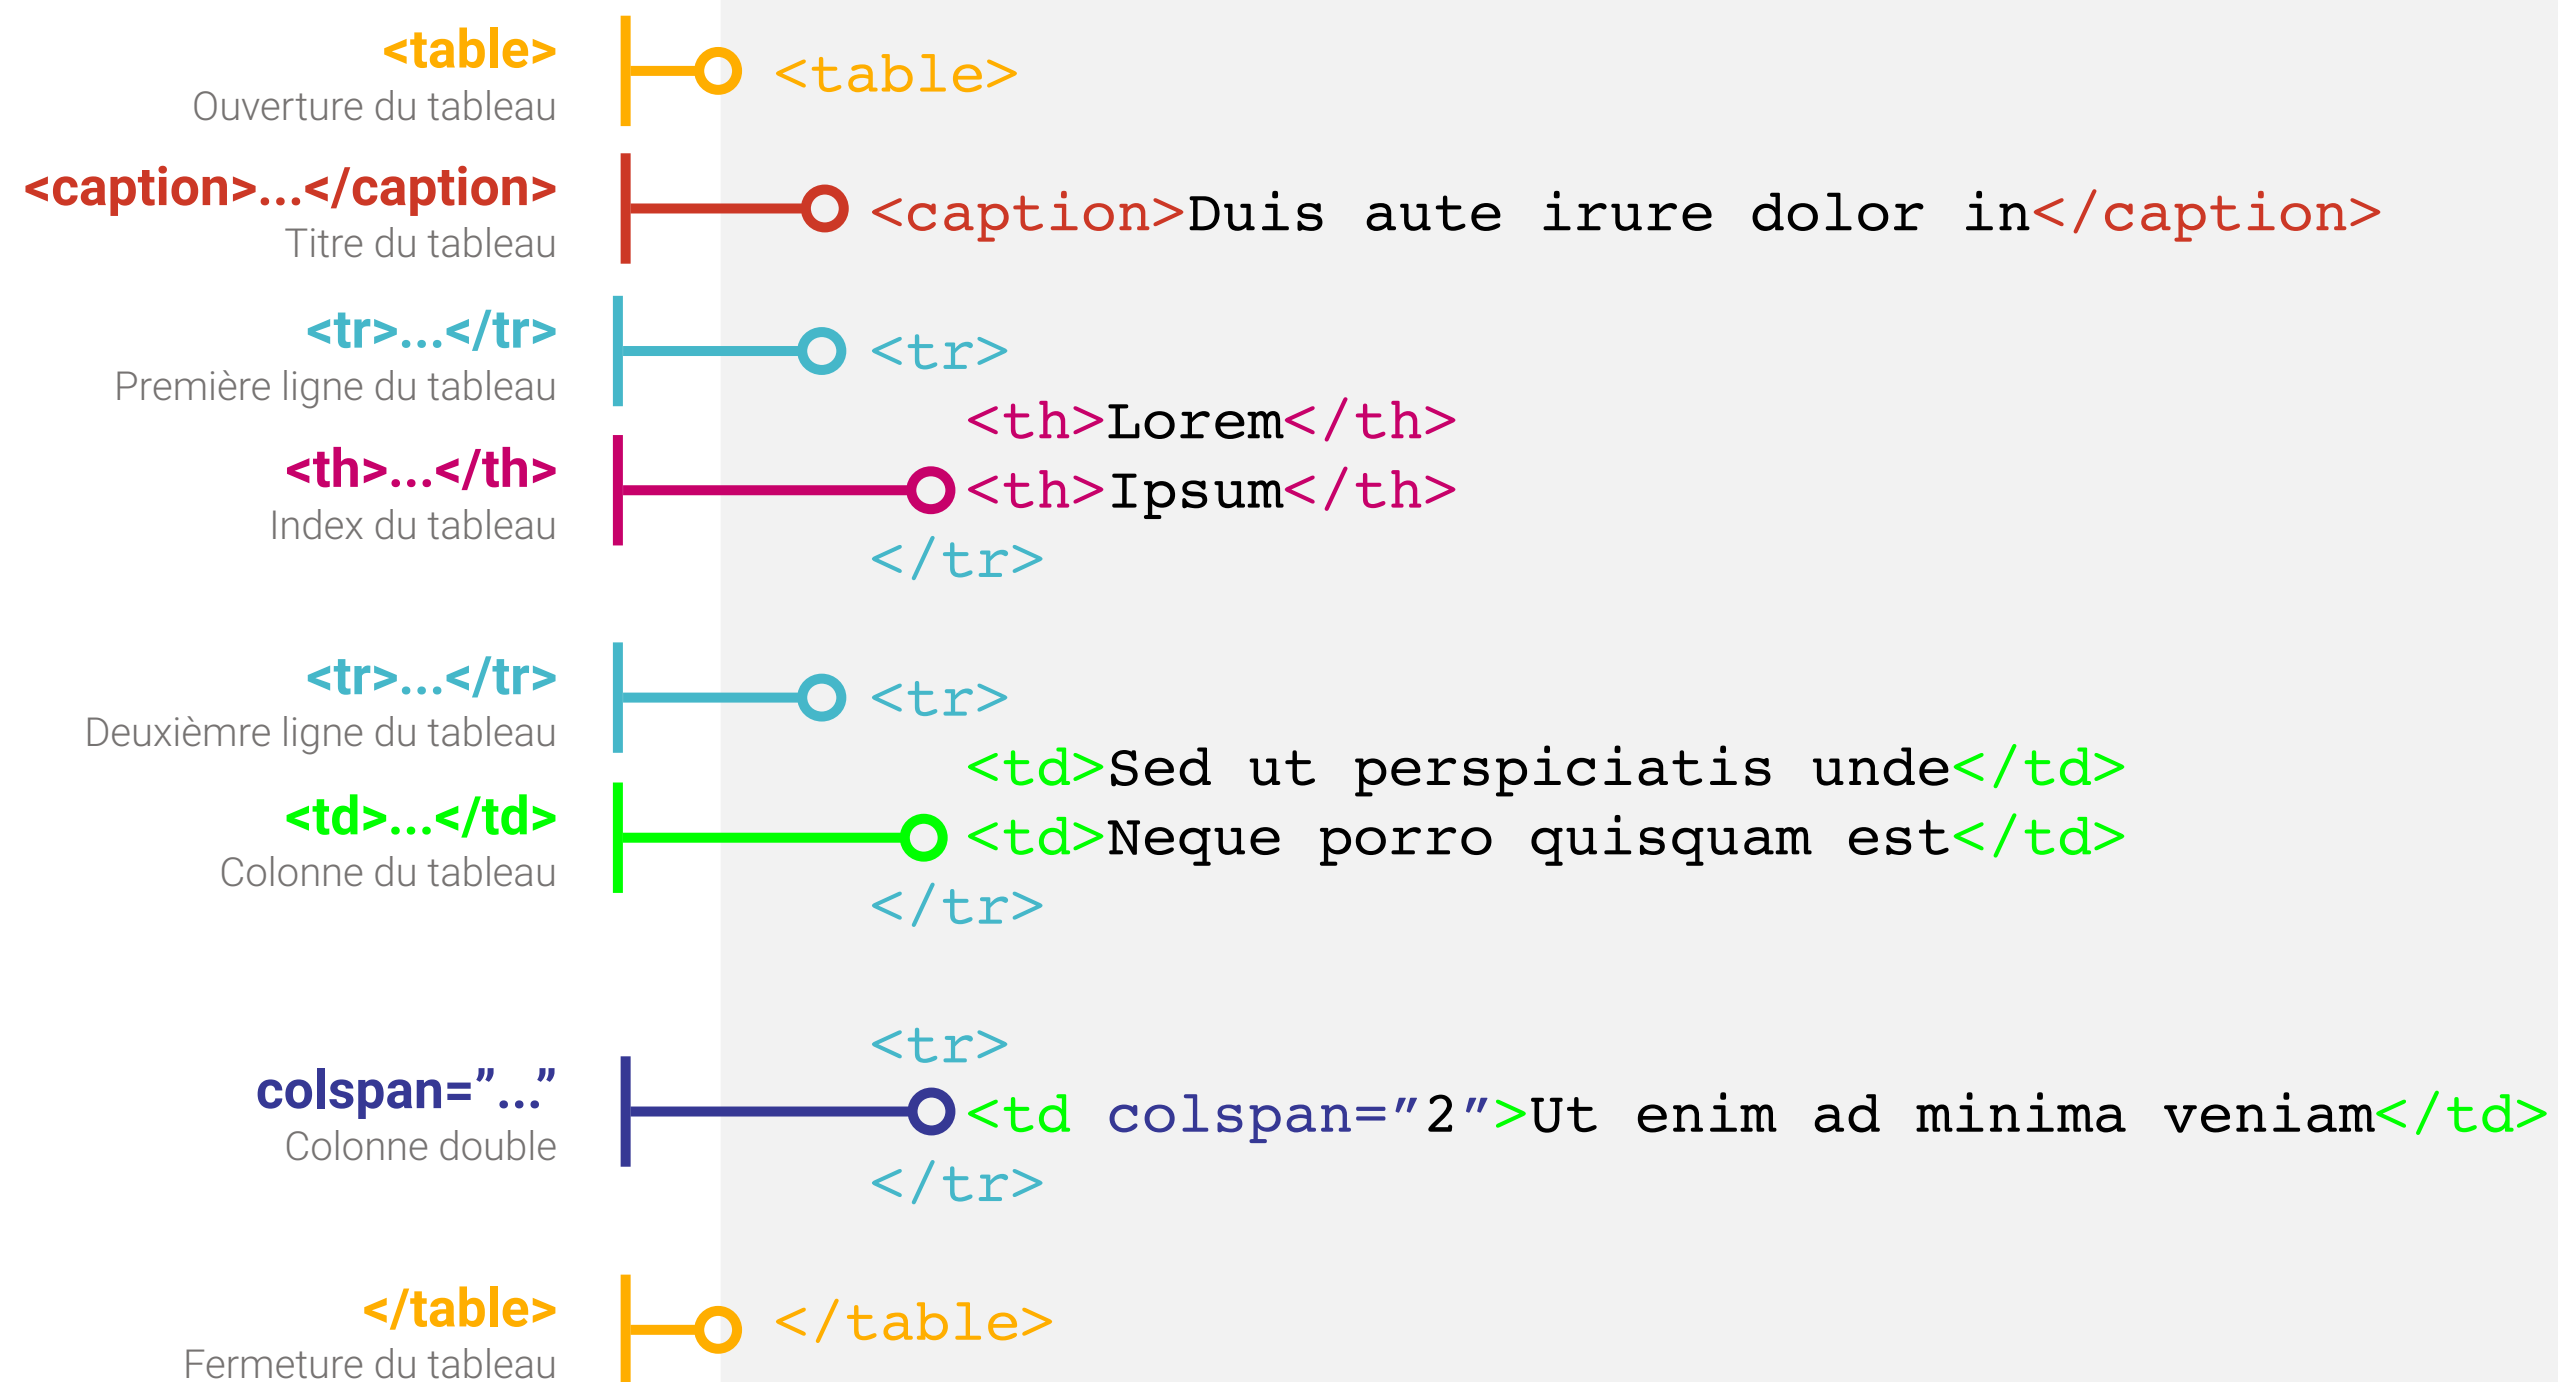 <table>
Ouverture du tableau
<table>
<caption>...</caption>
Titre du tableau
<caption>Duis aute irure dolor in</caption>
<tr>...</tr>
Première ligne du tableau
<tr>
<th>Lorem</th>
<th>...</th>
Index du tableau
<th>Ipsum</th>
</tr>
<tr>...</tr>
Deuxièmre ligne du tableau
<tr>
<td>Sed ut perspiciatis unde</td>
<td>...</td>
Colonne du tableau
<td>Neque porro quisquam est</td>
</tr>
<tr>
colspan=”...”
Colonne double
<td colspan=”2”>Ut enim ad minima veniam</td>
</tr>
</table>
Fermeture du tableau
</table>